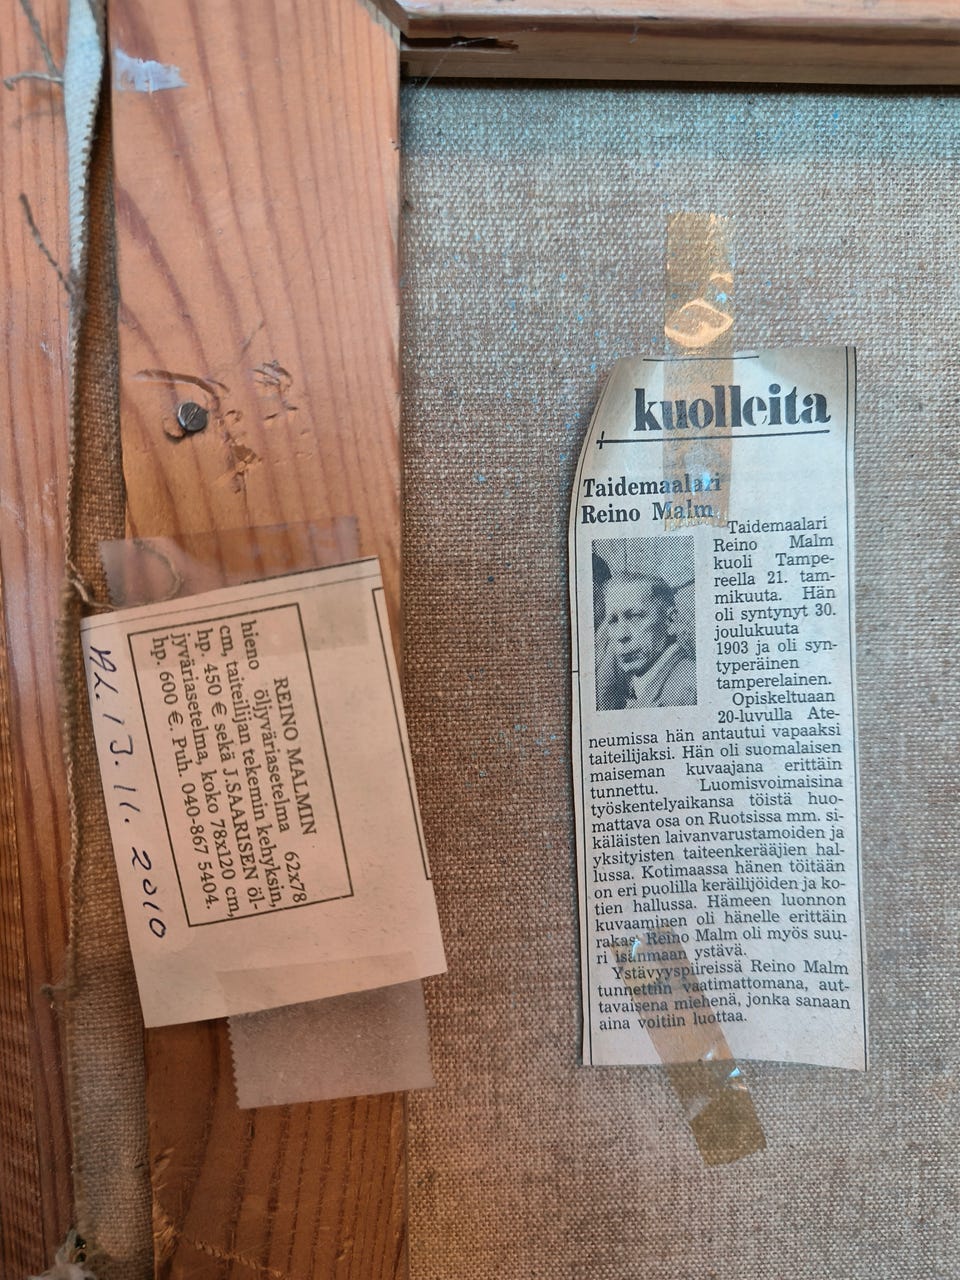 REINO MALMIN
hieno öljyväriasetelma 62x78
cm, taiteilijan tekemin kehyksin,
hp. 450 € sekä J.SAARISEN öl-
jyväriasetelma, koko 78x120 cm,
hp. 600 €. Puh. 040-867 5404.
13.11.2010
kuolleita
Taidemaalari
Reino Malm
Taidemaalari
Reino Malm
kuoli Tampe-
reella 21. tam-
mikuuta. Hän
oli syntynyt 30.
joulukuuta
1903 ja oli syn-
typeräinen
tamperelainen.
Opiskeltuaan
20-luvulla Ate-
neumissa hän antautui vapaaksi
taiteilijaksi. Hän oli suomalaisen
maiseman kuvaajana erittäin
tunnettu. Luomisvoimaisina
työskentelyaikansa töistä huo-
mattava osa on Ruotsissa mm. si-
käläisten laivanvarustamoiden ja
yksityisten taiteenkerääjien hal-
lussa. Kotimaassa hänen töitään
on eri puolilla keräilijöiden ja ko-
tien hallussa. Hämeen luonnon
kuvaaminen oli hänelle erittäin
rakas. Reino Malm oli myös suu-
ri isänmaan ystävä.
Ystävyyspiireissä Reino Malm
tunnettiin vaatimattomana, aut-
tavaisena miehenä, jonka sanaan
aina voitiin luottaa.